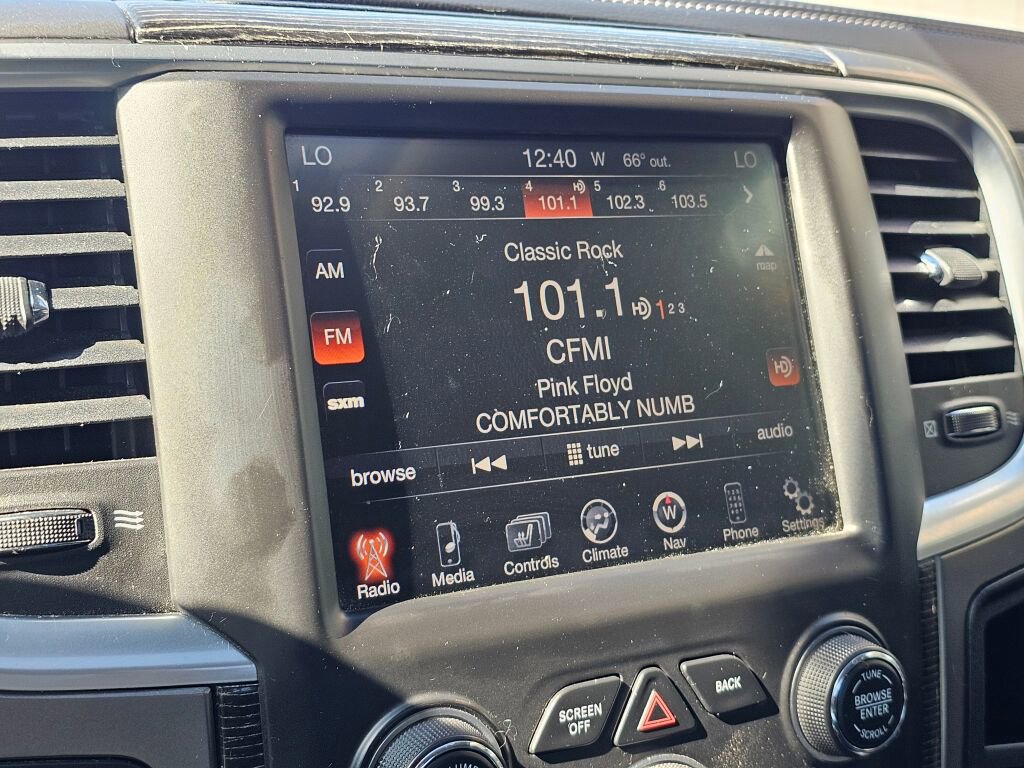 LO 12:40 W 66° out. LO
1 2 3 4 HD 5 6
92.9 93.7 99.3 101.1 102.3 103.5
Classic Rock
map
AM
101.1 HD 1 2 3
FM
CFMI
HD
Pink Floyd
sxm
COMFORTABLY NUMB
browse tune audio
W
Radio Media Controls Climate Nav Phone Settings
SCREEN
OFF
BACK
TUNE
BROWSE
ENTER
SCROLL